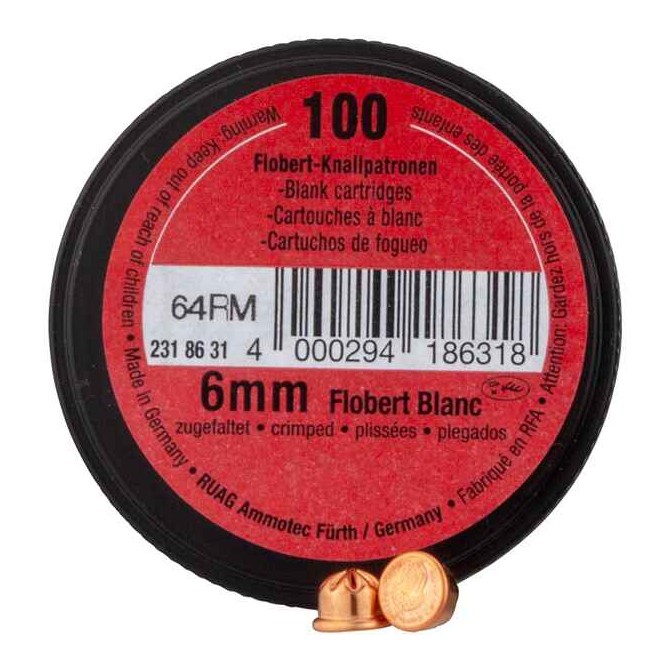 100
Flobert-Knallpatronen
-Blank cartridges
-Cartouches à blanc
-Cartuchos de fogueo
64RM
231 86 31 4 000294 186318
6mm Flobert Blanc
zugefaltet • crimped • plissées • plegados
Warning: Keep out of reach of children • Made in Germany • RUAG Ammotec Fürth / Germany • Fabriqué en RFA • Attention: Gardez hors de la portée des enfants